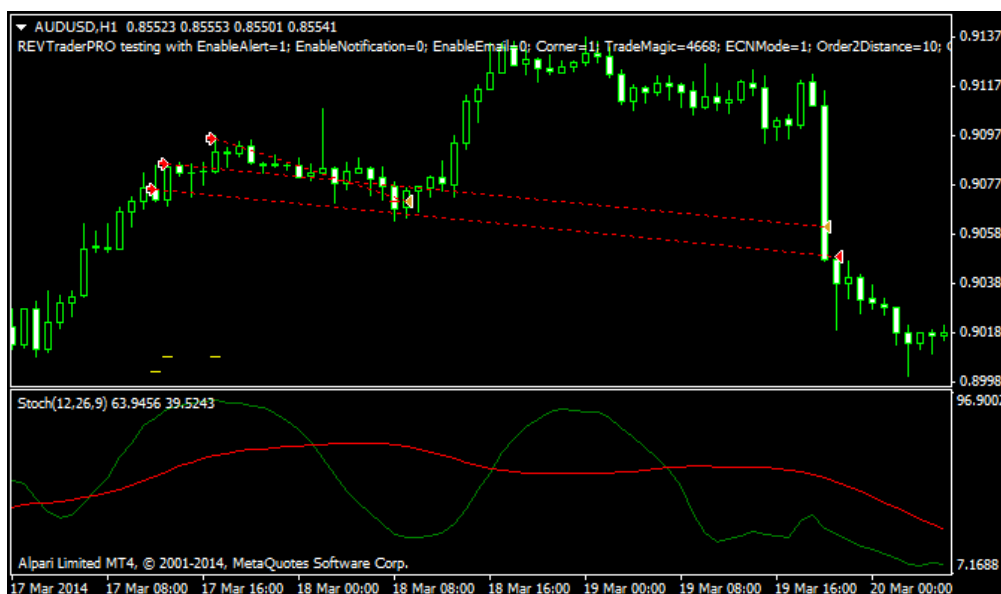 AUDUSD,H1 0.85523 0.85553 0.85501 0.85541
REVTraderPRO testing with EnableAlert=1; EnableNotification=0; EnableEmail=0; Corner=1; TradeMagic=4668; ECNMode=1; Order2Distance=10;
0.9137
0.9117
0.9097
0.9077
0.9058
0.9038
0.9018
0.8998
Stoch(12,26,9) 63.9456 39.5243
96.9002
7.1688
Alpari Limited MT4, © 2001-2014, MetaQuotes Software Corp.
17 Mar 2014 17 Mar 08:00 17 Mar 16:00 18 Mar 00:00 18 Mar 08:00 18 Mar 16:00 19 Mar 00:00 19 Mar 08:00 19 Mar 16:00 20 Mar 00:00